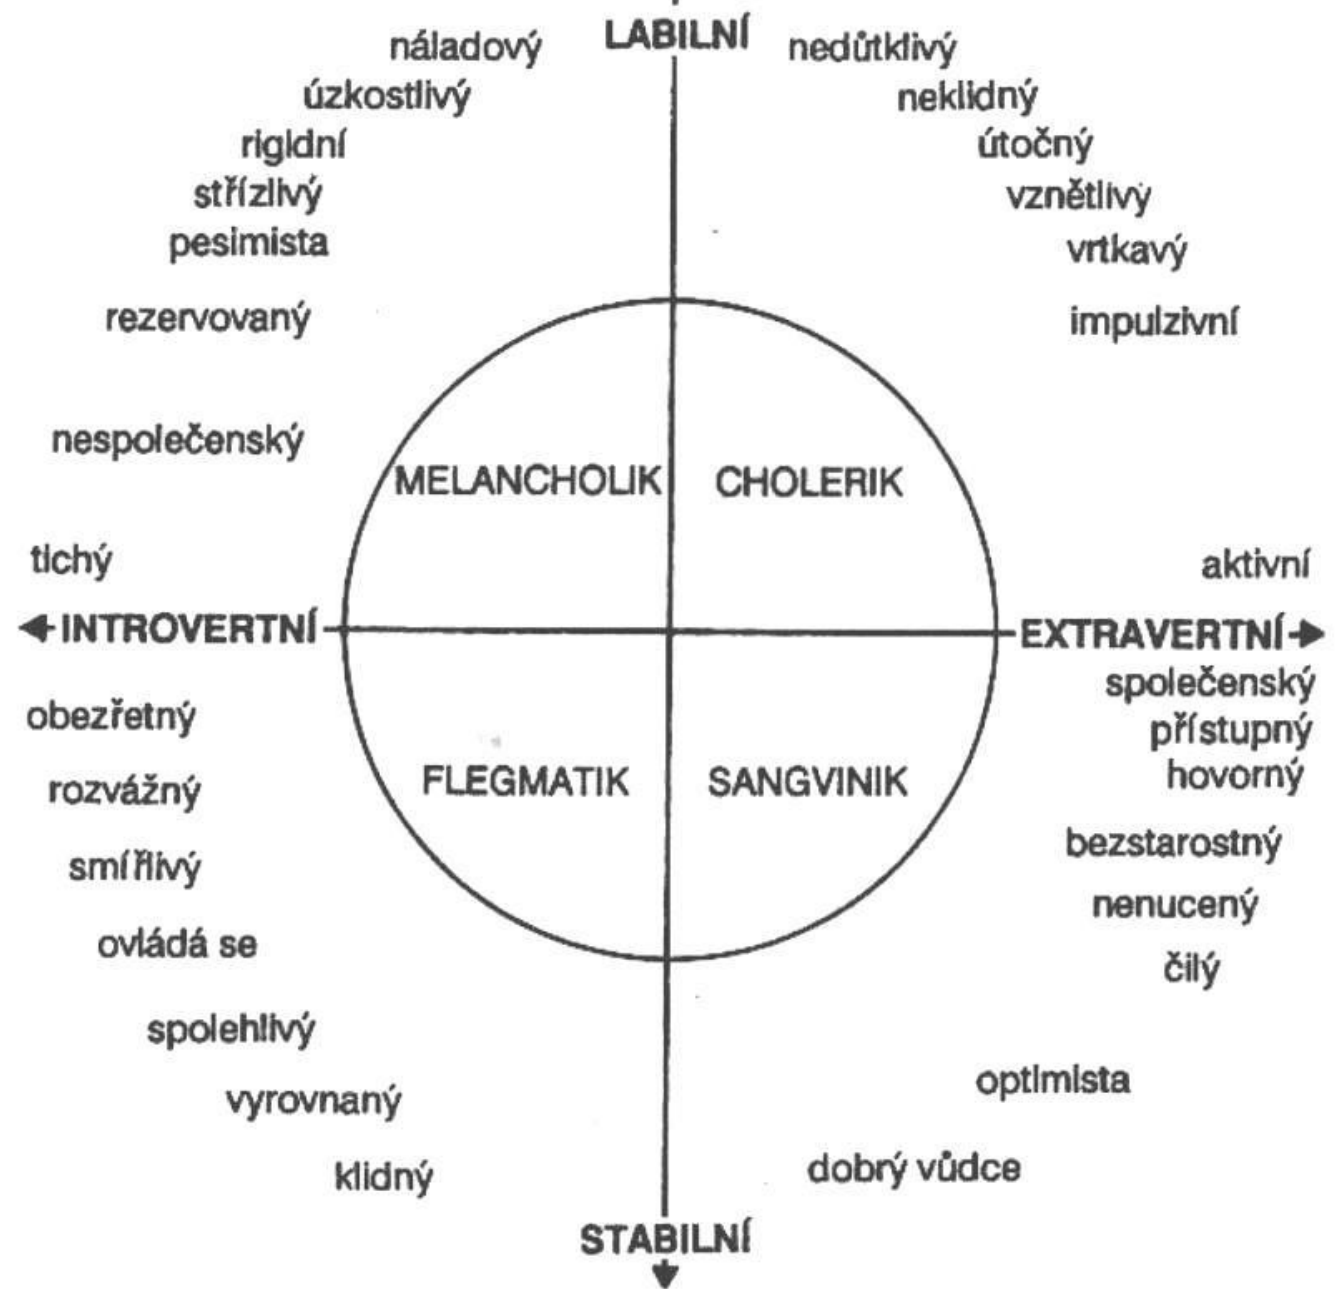 LABILNÍ
náladový
úzkostlivý
rigidní
střízlivý
pesimista
rezervovaný
nespolečenský
tichý
nedůtklivý
neklidný
útočný
vznětlivý
vrtkavý
impulzivní
aktivní
MELANCHOLIK
CHOLERIK
INTROVERTNÍ
EXTRAVERTNÍ
FLEGMATIK
SANGVINIK
obezřetný
rozvážný
smířlivý
ovládá se
spolehlivý
vyrovnaný
klidný
společenský
přístupný
hovorný
bezstarostný
nenucený
čilý
optimista
dobrý vůdce
STABILNÍ